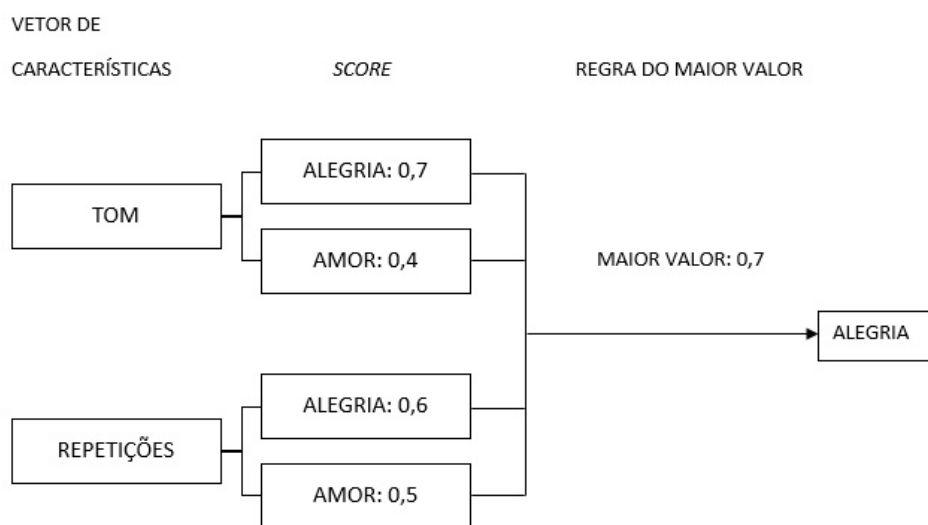 VETOR DE
CARACTERÍSTICAS
SCORE
REGRA DO MAIOR VALOR
TOM
ALEGRIA: 0,7
AMOR: 0,4
MAIOR VALOR: 0,7
ALEGRIA
REPETIÇÕES
ALEGRIA: 0,6
AMOR: 0,5